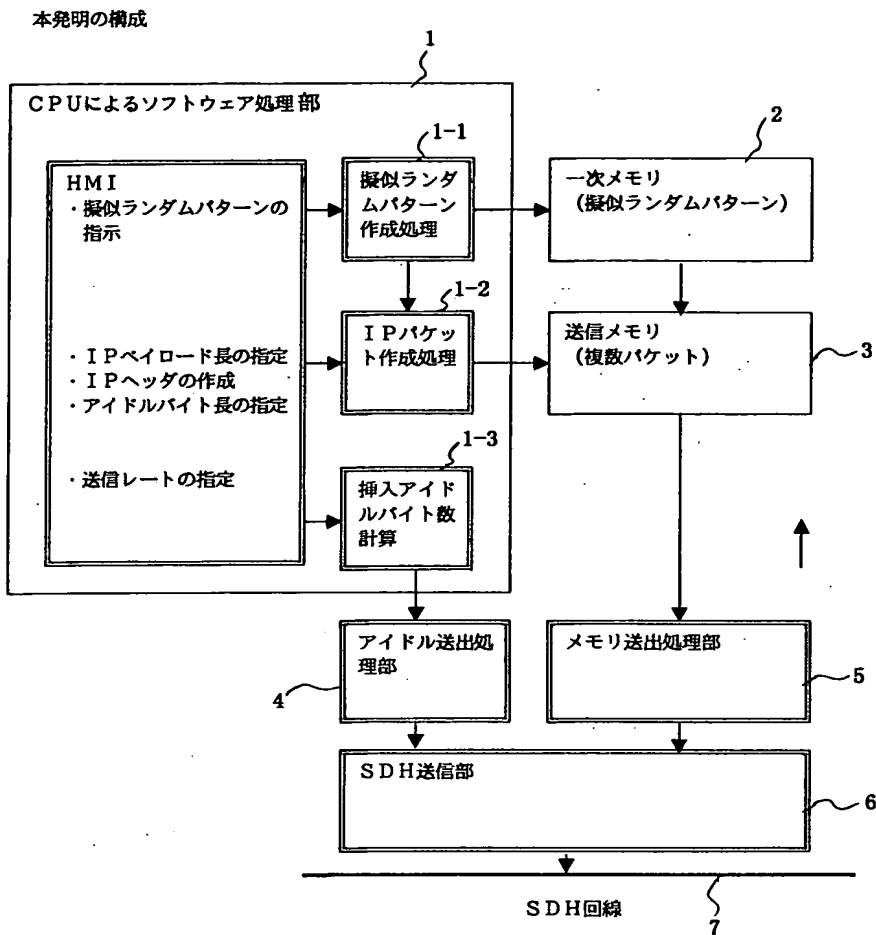 本発明の構成
1
CPUによるソフトウェア処理部
HMI
・擬似ランダムパターンの
指示
・IPペイロード長の指定
・IPヘッダの作成
・アイドルバイト長の指定
・送信レートの指定
1-1
擬似ラン
ダムパターン
作成処理
1-2
IPパケッ
ト作成処理
1-3
挿入アイド
ルバイト数
計算
2
一次メモリ
(擬似ランダムパターン)
送信メモリ
(複数パケット)
3
アイドル送出処
理部
4
メモリ送出処理部
5
SDH送信部
6
SDH回線
7